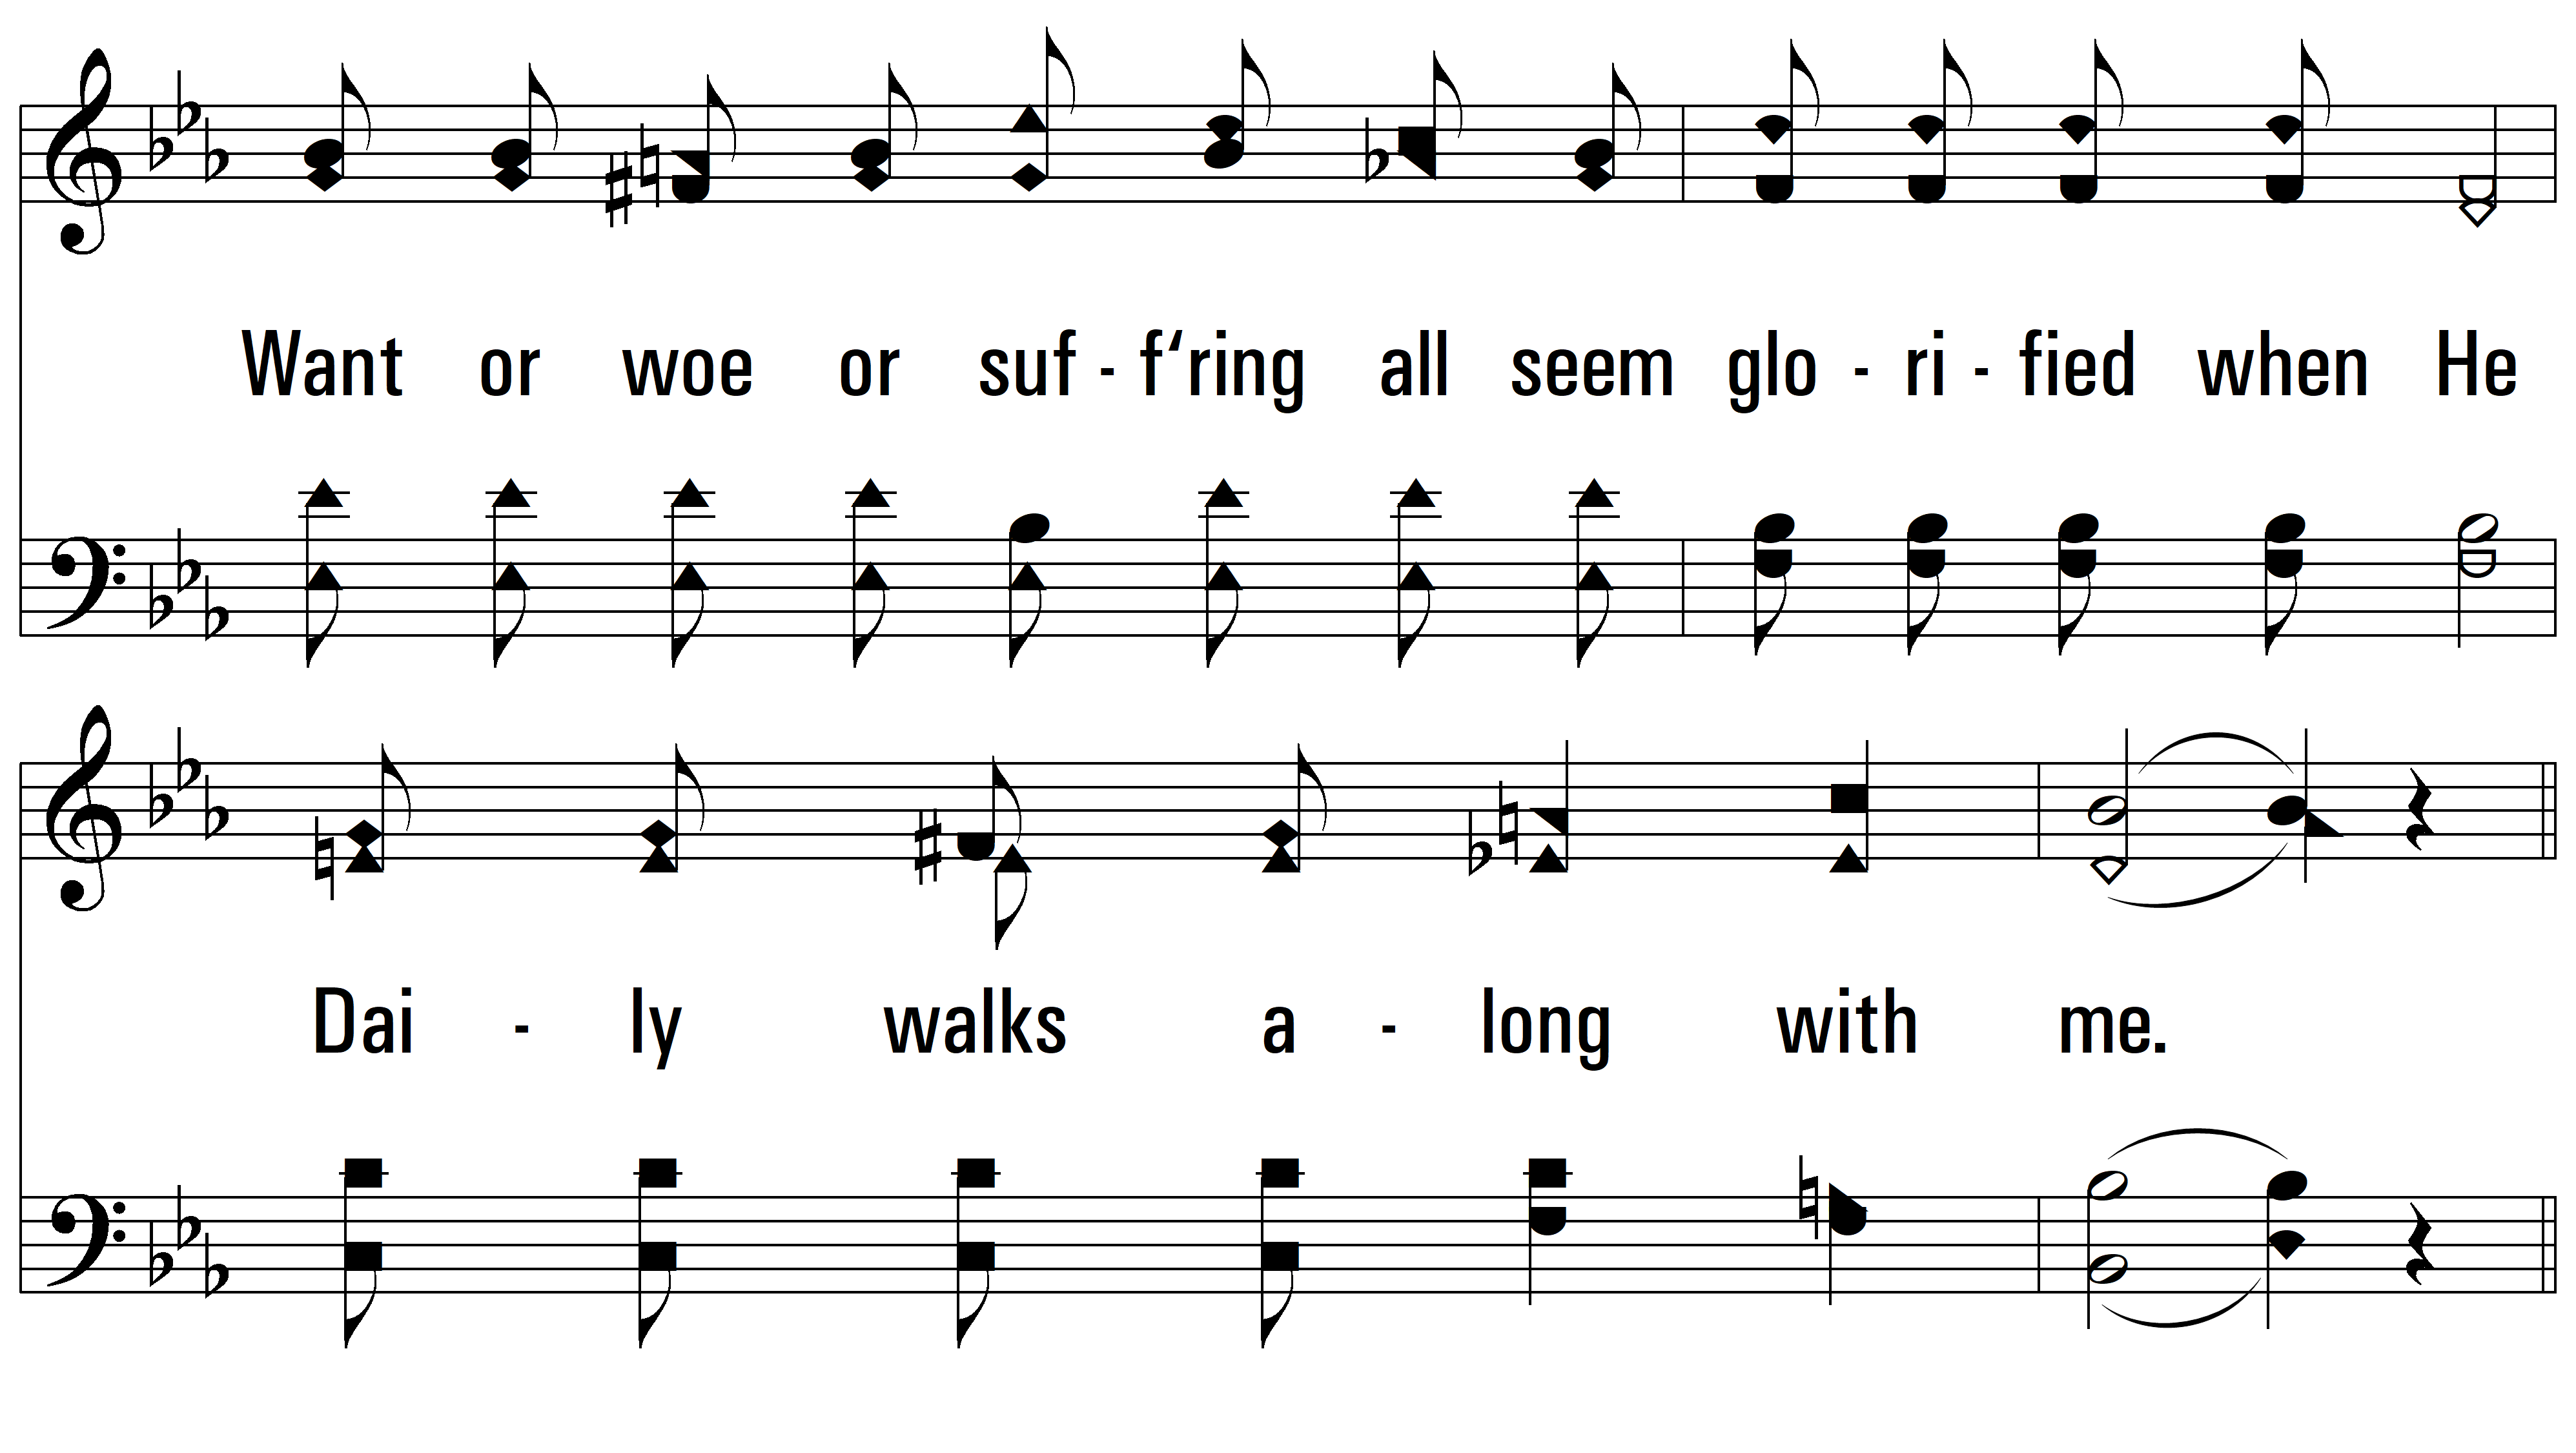 Want or woe or suf - f‘ring all seem glo - ri - fied when He
Dai - ly walks a - long with me.